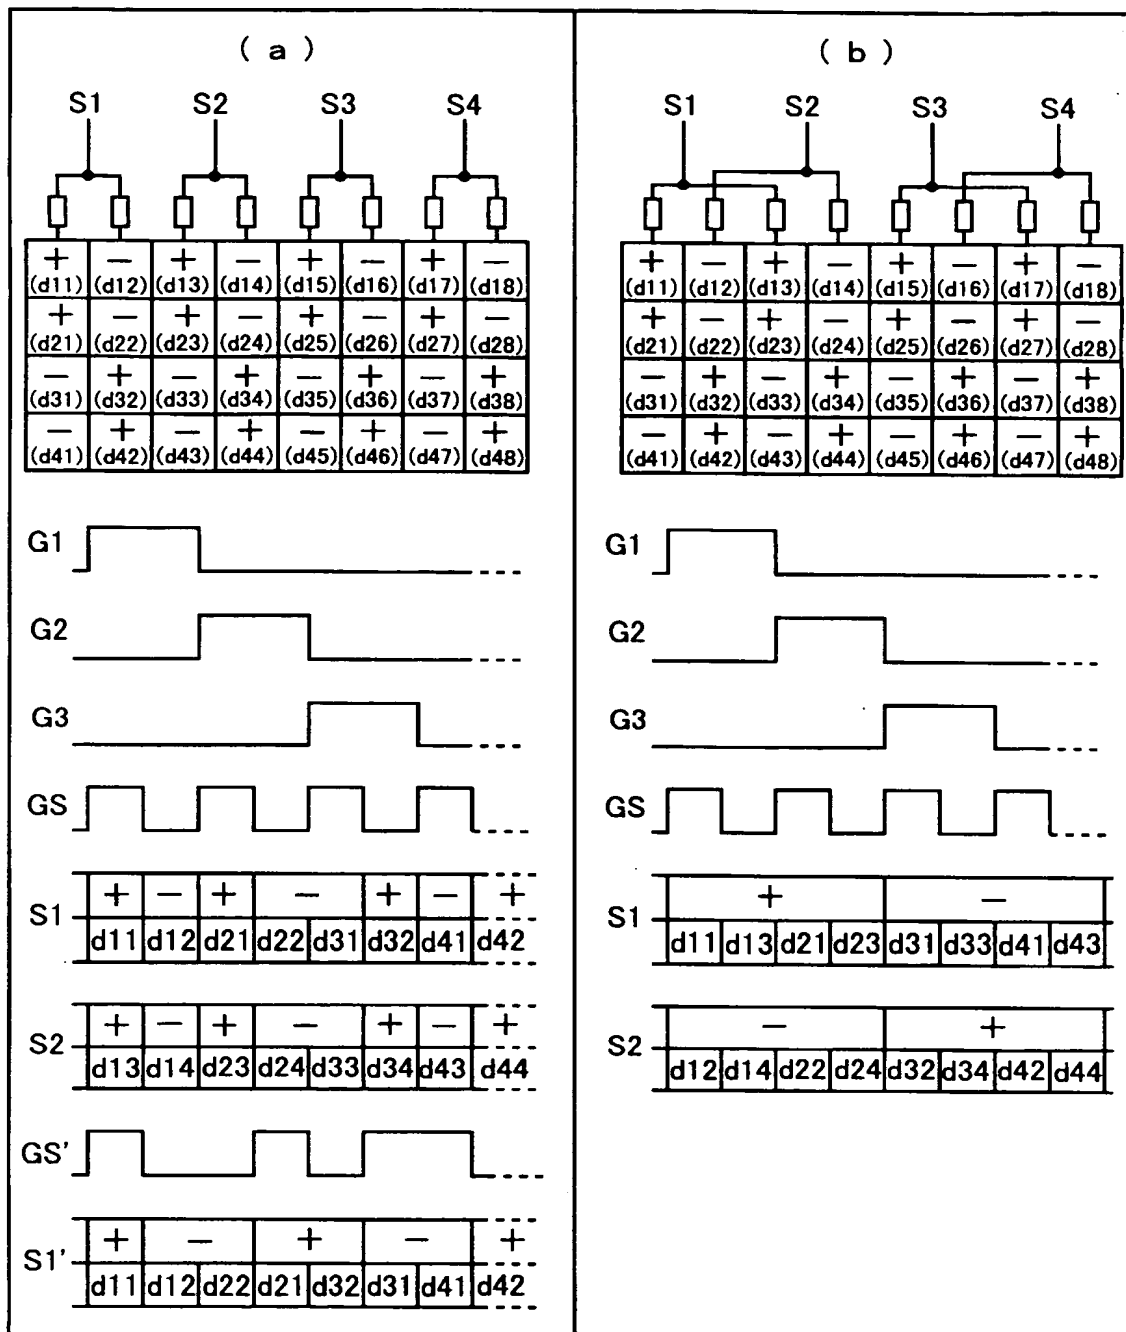 ( a )
S1 S2 S3 S4
+ − + − + − + −
(d11) (d12) (d13) (d14) (d15) (d16) (d17) (d18)
+ − + − + − + −
(d21) (d22) (d23) (d24) (d25) (d26) (d27) (d28)
− + − + − + − +
(d31) (d32) (d33) (d34) (d35) (d36) (d37) (d38)
− + − + − + − +
(d41) (d42) (d43) (d44) (d45) (d46) (d47) (d48)
G1
G2
G3
GS
S1
+ − + − + − +
d11 d12 d21 d22 d31 d32 d41 d42
S2
+ − + − + − +
d13 d14 d23 d24 d33 d34 d43 d44
GS'
S1'
+ − + − +
d11 d12 d22 d21 d32 d31 d41 d42
( b )
S1 S2 S3 S4
+ − + − + − + −
(d11) (d12) (d13) (d14) (d15) (d16) (d17) (d18)
+ − + − + − + −
(d21) (d22) (d23) (d24) (d25) (d26) (d27) (d28)
− + − + − + − +
(d31) (d32) (d33) (d34) (d35) (d36) (d37) (d38)
− + − + − + − +
(d41) (d42) (d43) (d44) (d45) (d46) (d47) (d48)
G1
G2
G3
GS
S1
+ −
d11 d13 d21 d23 d31 d33 d41 d43
S2
− +
d12 d14 d22 d24 d32 d34 d42 d44